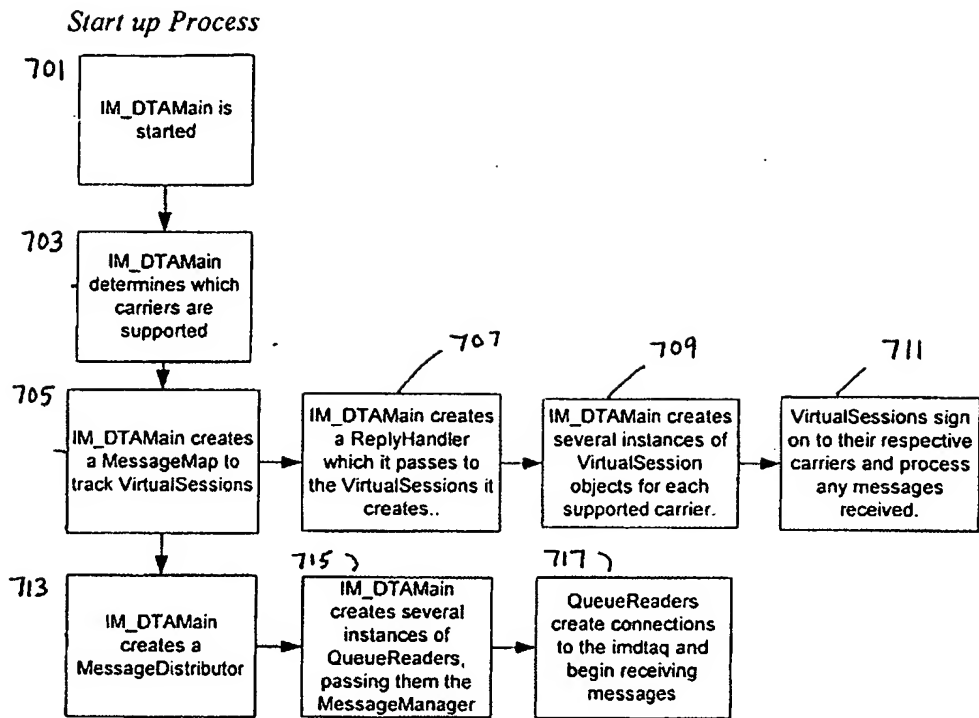 Start up Process
701
IM_DTAMain is
started
703
IM_DTAMain
determines which
carriers are
supported
705
IM_DTAMain creates
a MessageMap to
track VirtualSessions
707
IM_DTAMain creates
a ReplyHandler
which it passes to
the VirtualSessions it
creates..
709
IM_DTAMain creates
several instances of
VirtualSession
objects for each
supported carrier.
711
VirtualSessions sign
on to their respective
carriers and process
any messages
received.
713
IM_DTAMain
creates a
MessageDistributor
715
IM_DTAMain
creates several
instances of
QueueReaders,
passing them the
MessageManager
717
QueueReaders
create connections
to the imdtaq and
begin receiving
messages